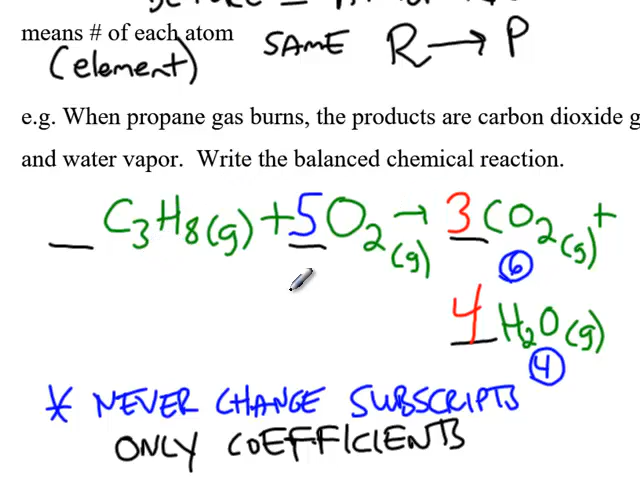 means # of each atom SAME R → P
(element)
e.g. When propane gas burns, the products are carbon dioxide g
and water vapor. Write the balanced chemical reaction.
__ C₃H₈(g) + 5 O₂(g) → 3 CO₂(g) +
6
4 H₂O(g)
4
* NEVER CHANGE SUBSCRIPTS
ONLY COEFFICIENTS